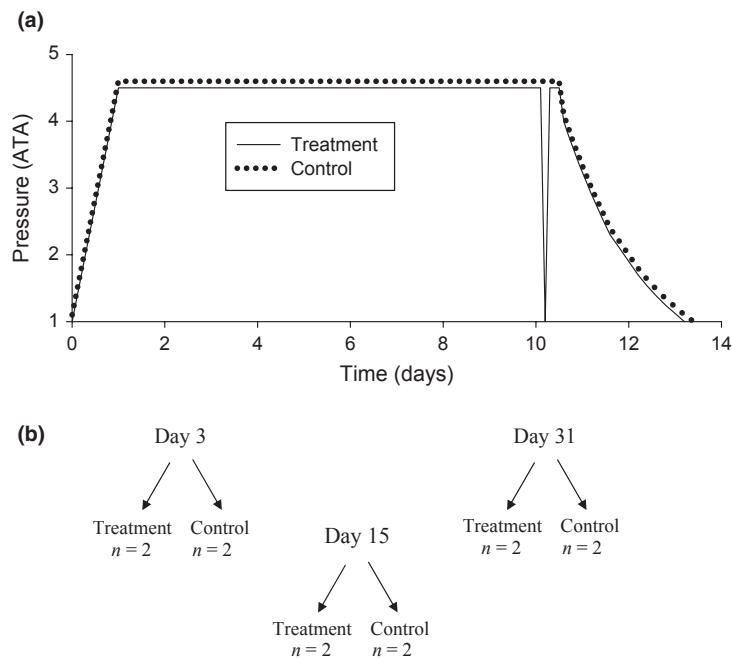 (a)
5
4
3
2
1
Pressure (ATA)
Treatment
Control
0 2 4 6 8 10 12 14
Time (days)
(b)
Day 3
Treatment Control
n = 2 n = 2
Day 15
Treatment Control
n = 2 n = 2
Day 31
Treatment Control
n = 2 n = 2